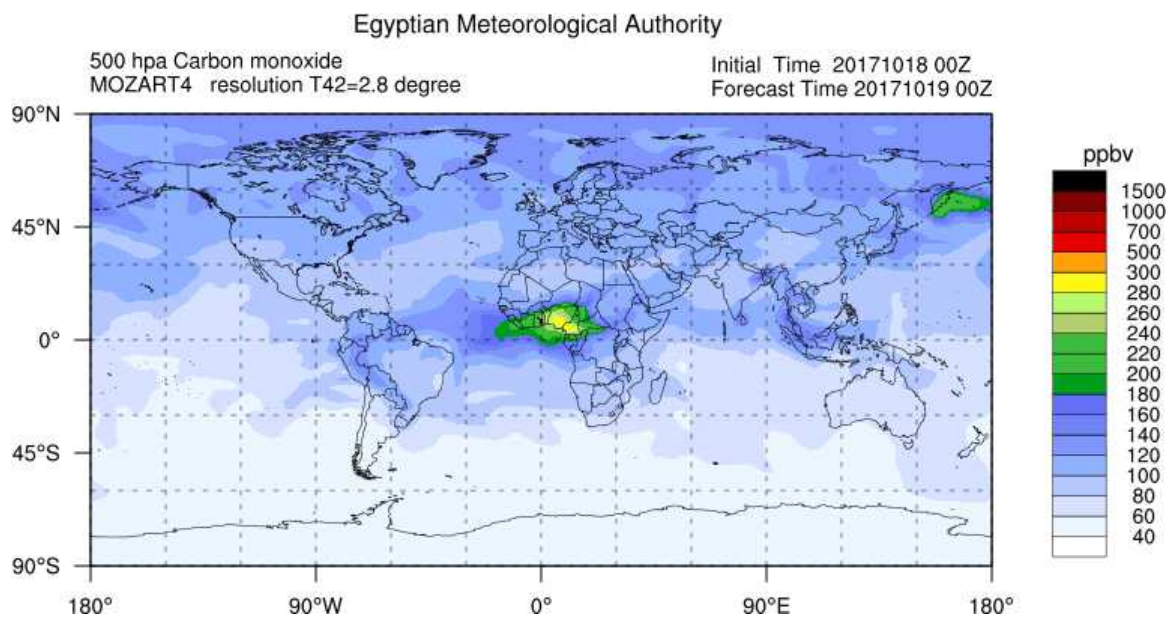 Egyptian Meteorological Authority
500 hpa Carbon monoxide
MOZART4 resolution T42=2.8 degree
Initial Time 20171018 00Z
Forecast Time 20171019 00Z
90°N
45°N
0°
45°S
90°S
180°
90°W
0°
90°E
180°
ppbv
1500
1000
700
500
300
280
260
240
220
200
180
160
140
120
100
80
60
40